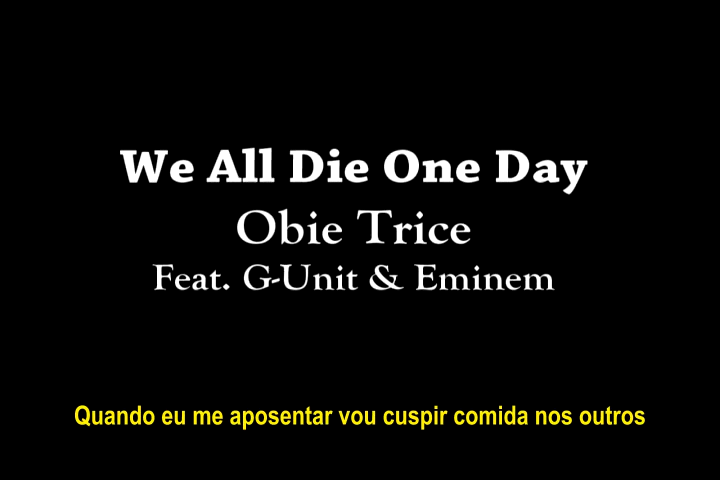 We All Die One Day
Obie Trice
Feat. G-Unit & Eminem
Quando eu me aposentar vou cuspir comida nos outros